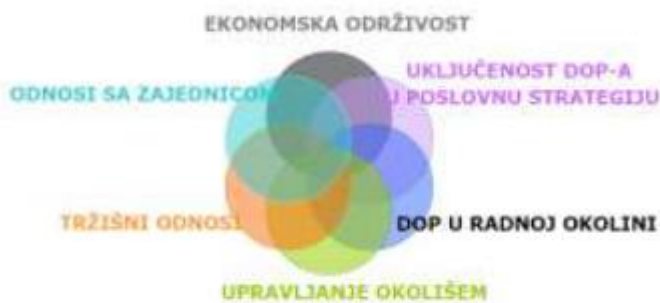 EKONOMSKA ODRŽIVOST
UKLJUČENOST DOP-A
U POSLOVNU STRATEGIJU
ODNOSI SA ZAJEDNICOM
TRŽIŠNI ODNOSI
DOP U RADNOJ OKOLINI
UPRAVLJANJE OKOLIŠEM